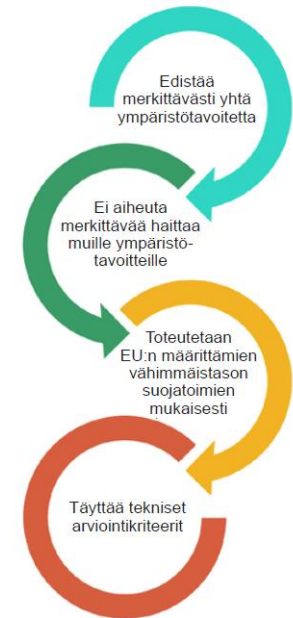 Edistää
merkittävästi yhtä
ympäristötavoitetta
Ei aiheuta
merkittävää haittaa
muille ympäristö-
tavoitteille
Toteutetaan
EU:n määrittämien
vähimmäistason
suojatoimien
mukaisesti
Täyttää tekniset
arviointikriteerit